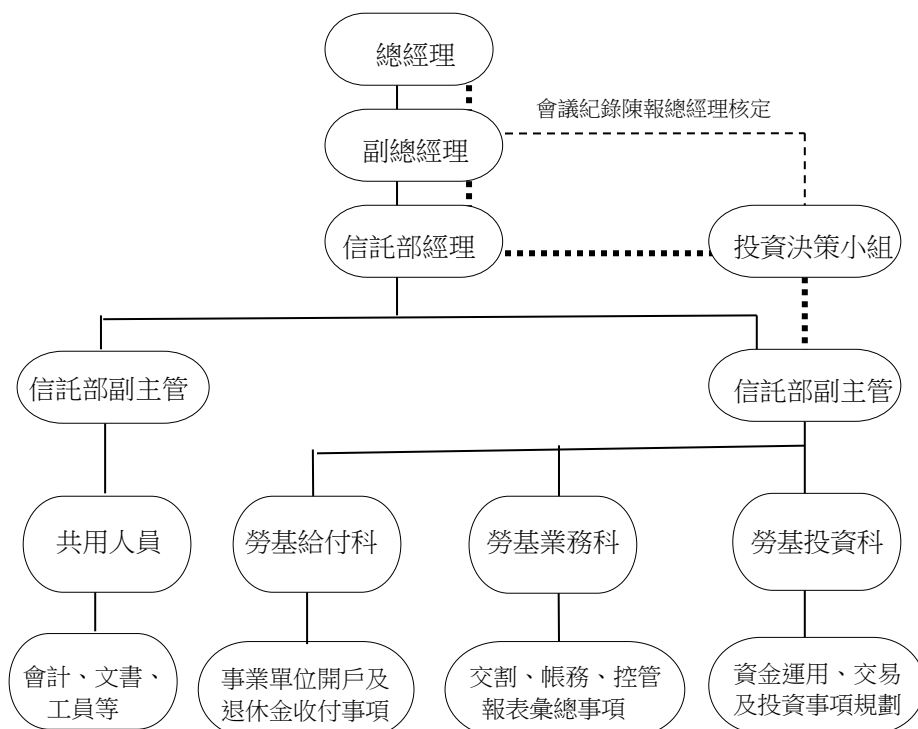 總經理
會議紀錄陳報總經理核定
副總經理
信託部經理
投資決策小組
信託部副主管
信託部副主管
共用人員
勞基給付科
勞基業務科
勞基投資科
會計、文書、
工員等
事業單位開戶及
退休金收付事項
交割、帳務、控管
報表彙總事項
資金運用、交易
及投資事項規劃